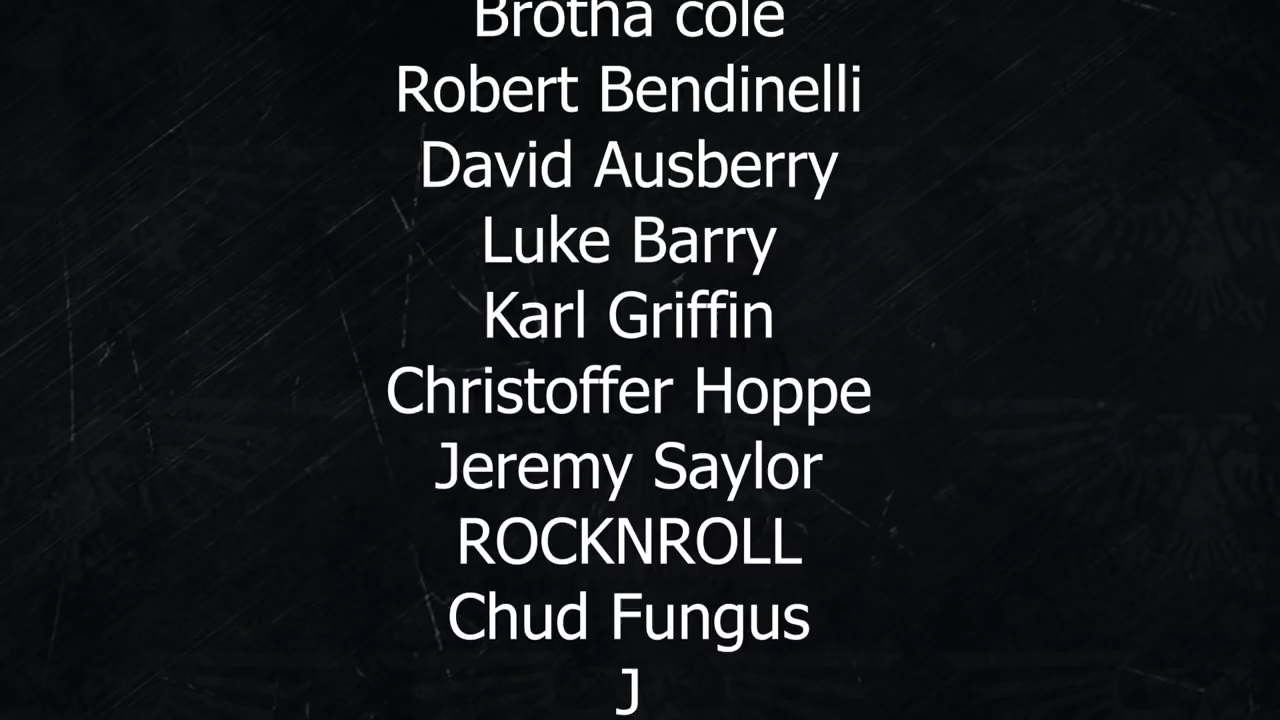 Brotha cole
Robert Bendinelli
David Ausberry
Luke Barry
Karl Griffin
Christoffer Hoppe
Jeremy Saylor
ROCKNROLL
Chud Fungus
J